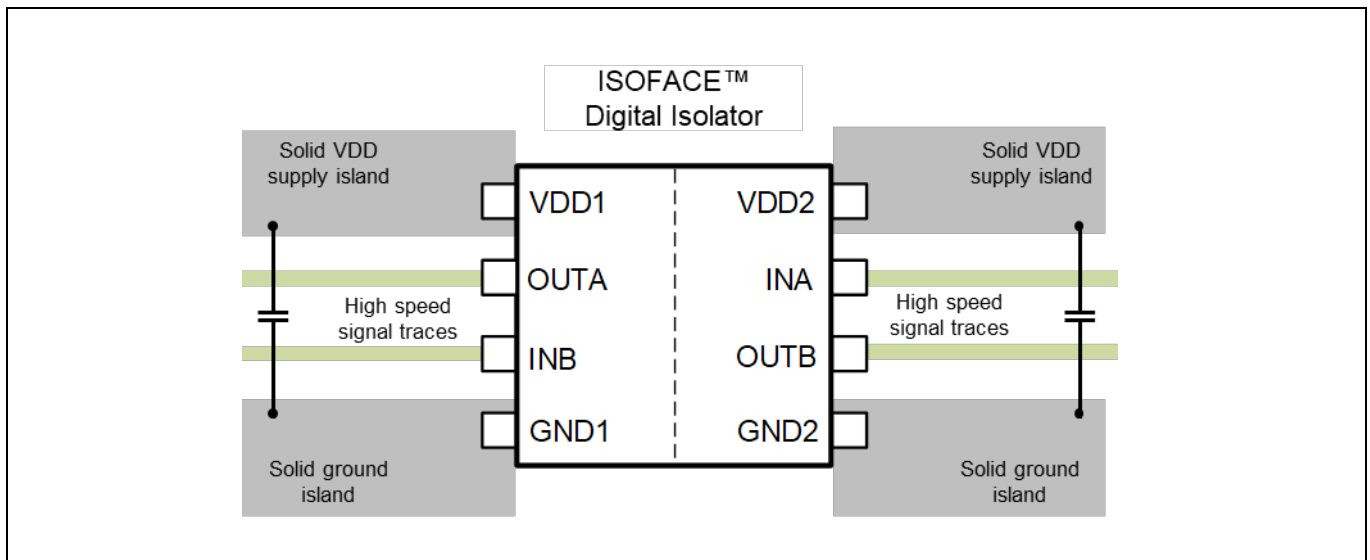 ISOFACE™
Digital Isolator
Solid VDD
supply island
Solid VDD
supply island
VDD1
VDD2
OUTA
INA
High speed
signal traces
High speed
signal traces
INB
OUTB
GND1
GND2
Solid ground
island
Solid ground
island